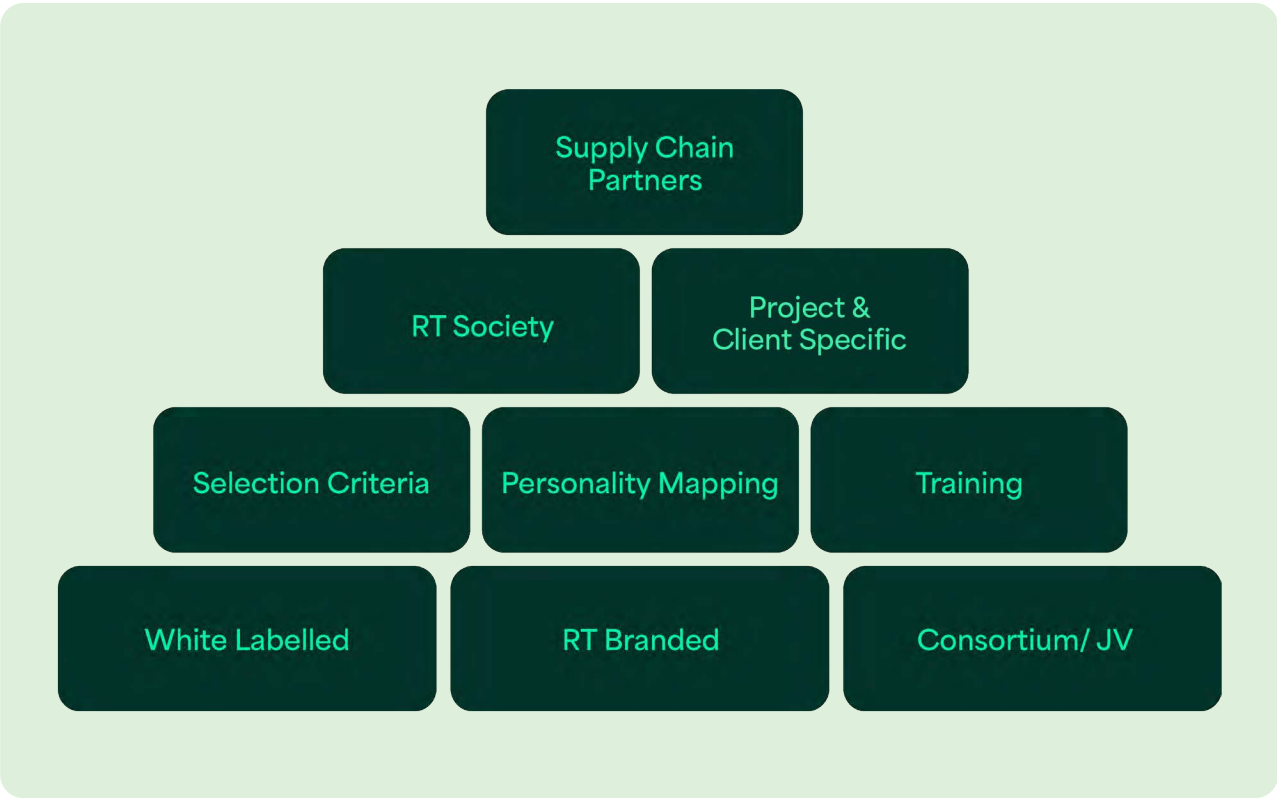 Supply Chain
Partners
RT Society
Project &
Client Specific
Selection Criteria
Personality Mapping
Training
White Labelled
RT Branded
Consortium/ JV